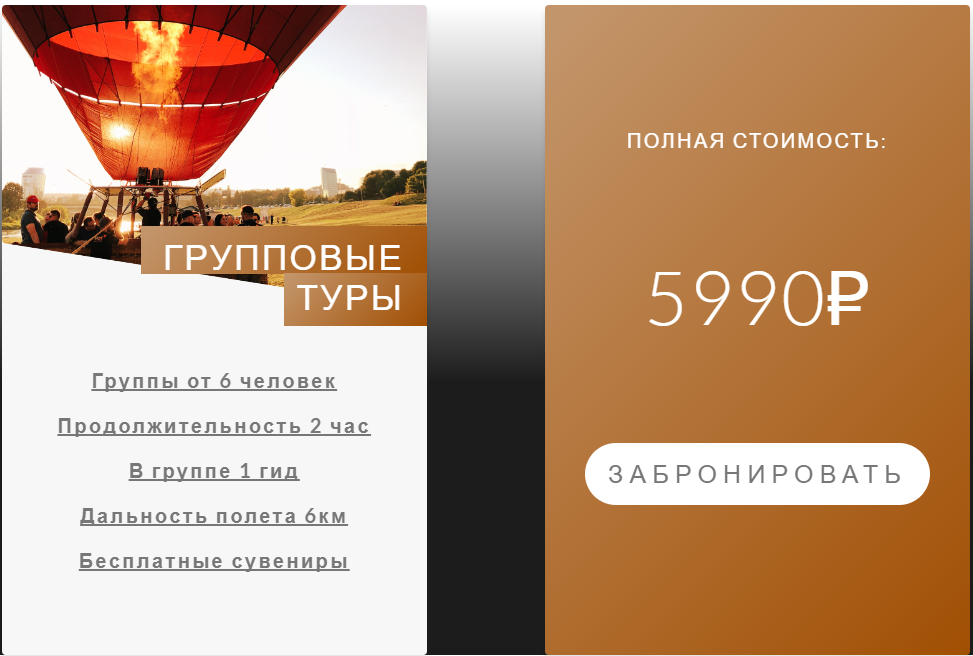 ГРУППОВЫЕ
ТУРЫ
Группы от 6 человек
Продолжительность 2 час
В группе 1 гид
Дальность полета 6км
Бесплатные сувениры
ПОЛНАЯ СТОИМОСТЬ:
5990₽
ЗАБРОНИРОВАТЬ